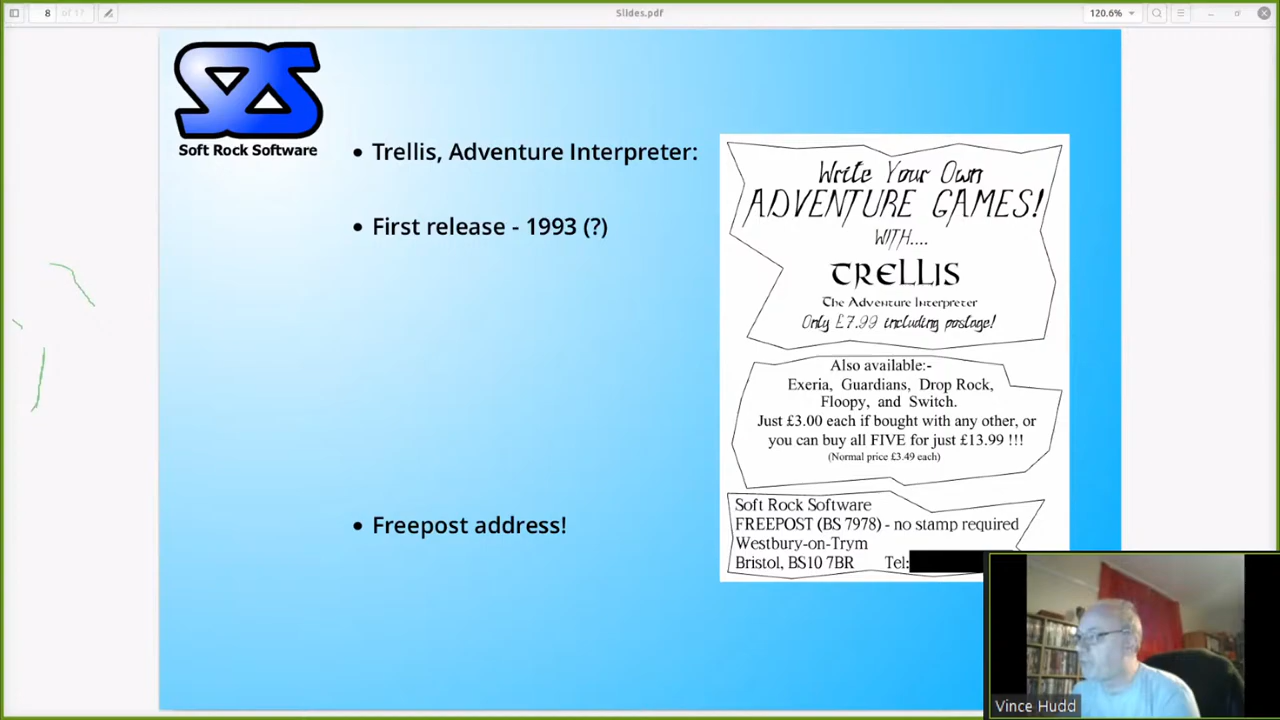 8 of 17
Slides.pdf
120.6%
SRS
Soft Rock Software
• Trellis, Adventure Interpreter:
• First release - 1993 (?)
• Freepost address!
Write Your Own
ADVENTURE GAMES!
WITH....
TRELLIS
The Adventure Interpreter
Only £7.99 including postage!
Also available:-
Exeria, Guardians, Drop Rock,
Floopy, and Switch.
Just £3.00 each if bought with any other, or
you can buy all FIVE for just £13.99 !!!
(Normal price £3.49 each)
Soft Rock Software
FREEPOST (BS 7978) - no stamp required
Westbury-on-Trym
Bristol, BS10 7BR Tel:
Vince Hudd